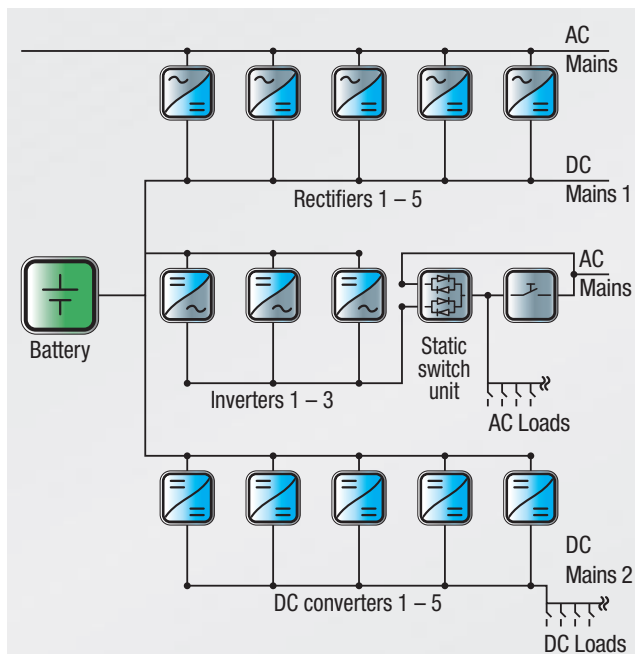 AC
Mains
DC
Mains 1
Rectifiers 1 – 5
AC
Mains
Battery
Static
switch
unit
Inverters 1 – 3
AC Loads
DC
Mains 2
DC converters 1 – 5
DC Loads